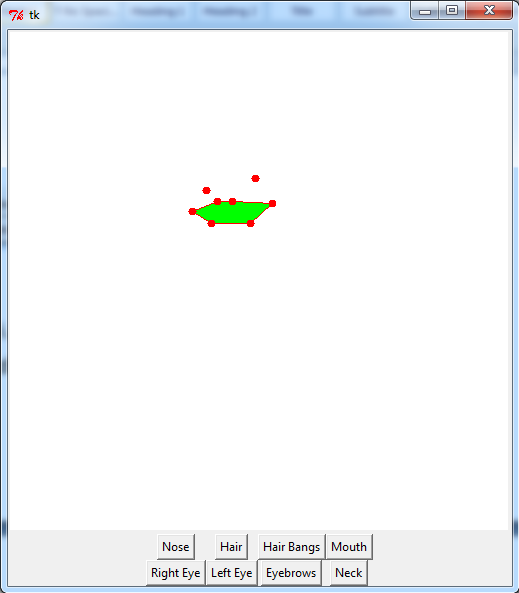 tk
Nose Hair Hair Bangs Mouth
Right Eye Left Eye Eyebrows Neck